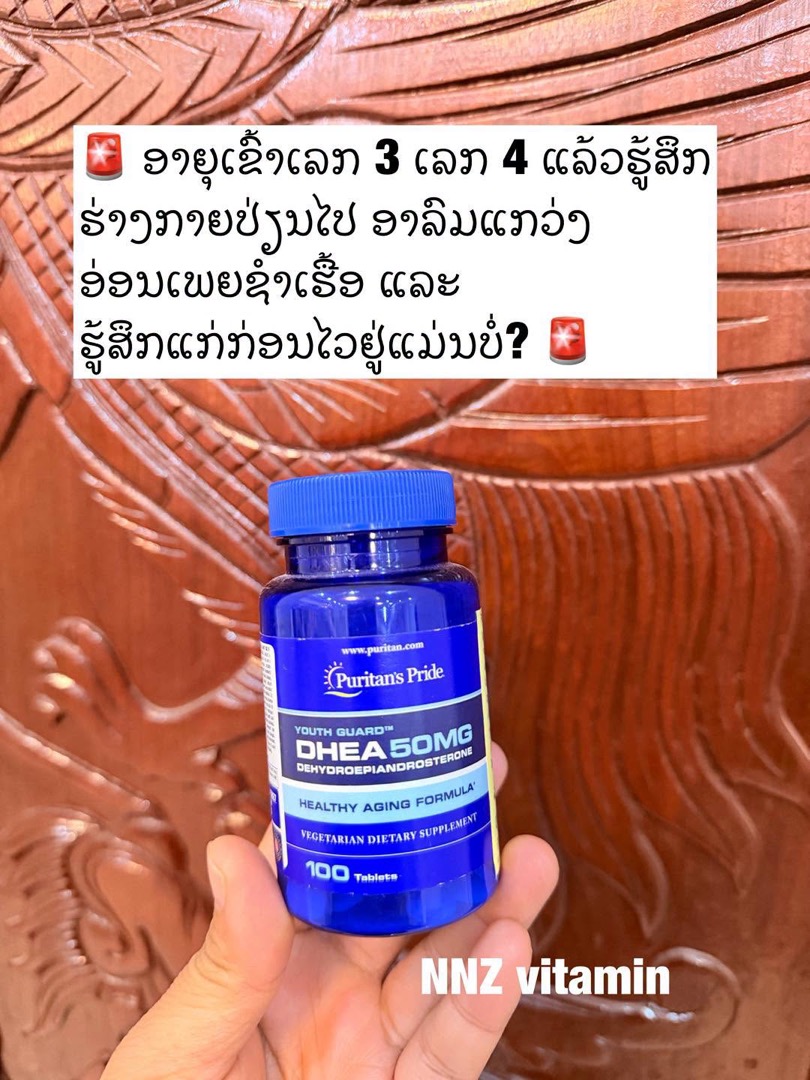 🚨 ອາຍຸເຂົ້າເລກ 3 ເລກ 4 ແລ້ວຮູ້ສຶກ
ຮ່າງກາຍປ່ຽນໄປ ອາລົມແກວ່ງ
ອ່ອນເພຍຊຳເຮື້ອ ແລະ
ຮູ້ສຶກແກ່ກ່ອນໄວຢູ່ແມ່ນບໍ່? 🚨
www.puritan.com
Puritan's Pride
YOUTH GUARD™
DHEA 50MG
DEHYDROEPIANDROSTERONE
HEALTHY AGING FORMULA*
VEGETARIAN DIETARY SUPPLEMENT
100 Tablets
NNZ vitamin